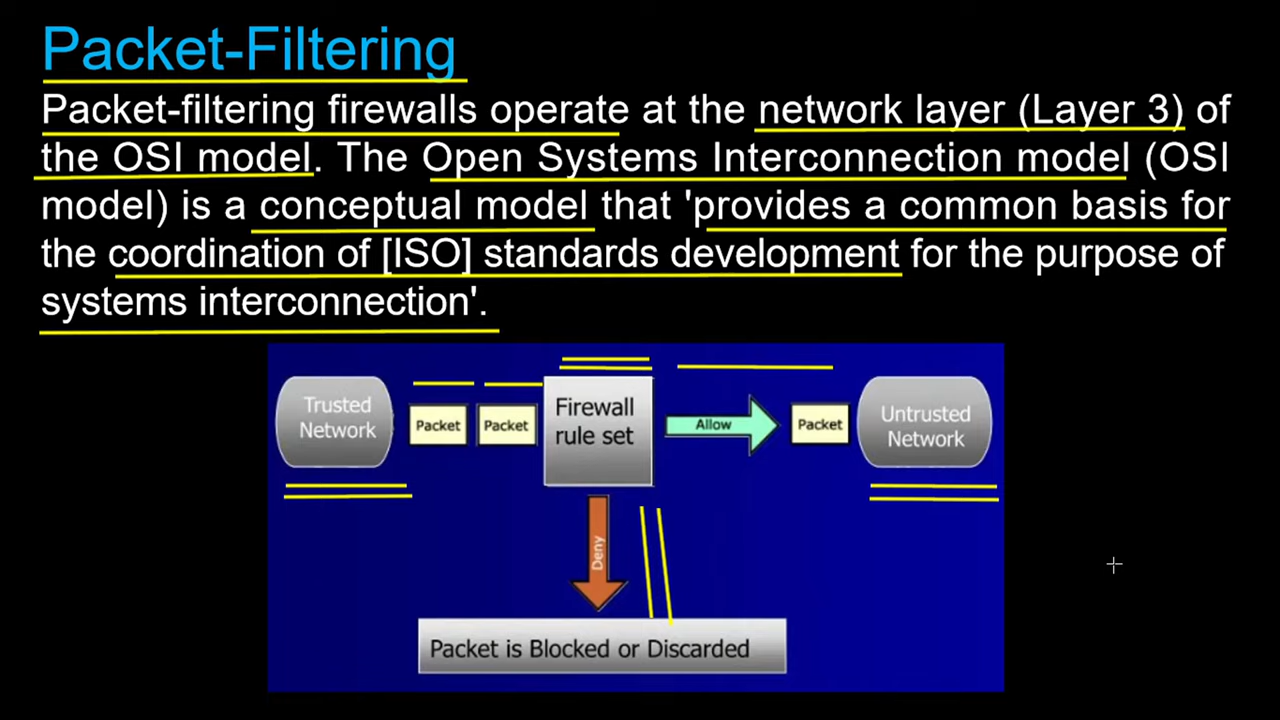 Packet-Filtering
Packet-filtering firewalls operate at the network layer (Layer 3) of
the OSI model. The Open Systems Interconnection model (OSI
model) is a conceptual model that 'provides a common basis for
the coordination of [ISO] standards development for the purpose of
systems interconnection'.
Trusted
Network
Packet
Packet
Firewall
rule set
Allow
Packet
Untrusted
Network
Deny
Packet is Blocked or Discarded